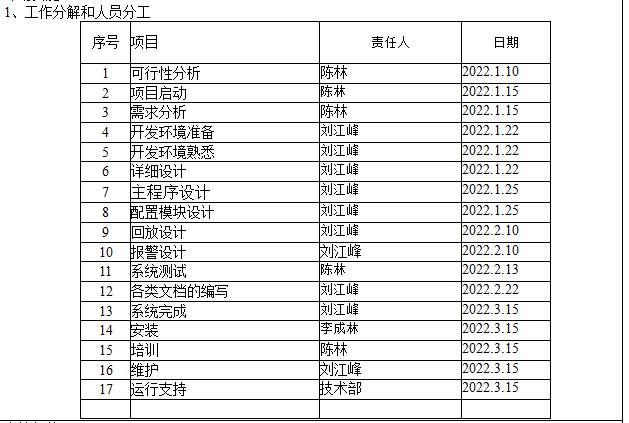 1、工作分解和人员分工
序号 项目 责任人 日期
1 可行性分析 陈林 2022.1.10
2 项目启动 陈林 2022.1.15
3 需求分析 陈林 2022.1.15
4 开发环境准备 刘江峰 2022.1.22
5 开发环境熟悉 刘江峰 2022.1.22
6 详细设计 刘江峰 2022.1.22
7 主程序设计 刘江峰 2022.1.25
8 配置模块设计 刘江峰 2022.1.25
9 回放设计 刘江峰 2022.2.10
10 报警设计 刘江峰 2022.2.10
11 系统测试 陈林 2022.2.13
12 各类文档的编写 刘江峰 2022.2.22
13 系统完成 刘江峰 2022.3.15
14 安装 李成林 2022.3.15
15 培训 陈林 2022.3.15
16 维护 刘江峰 2022.3.15
17 运行支持 技术部 2022.3.15